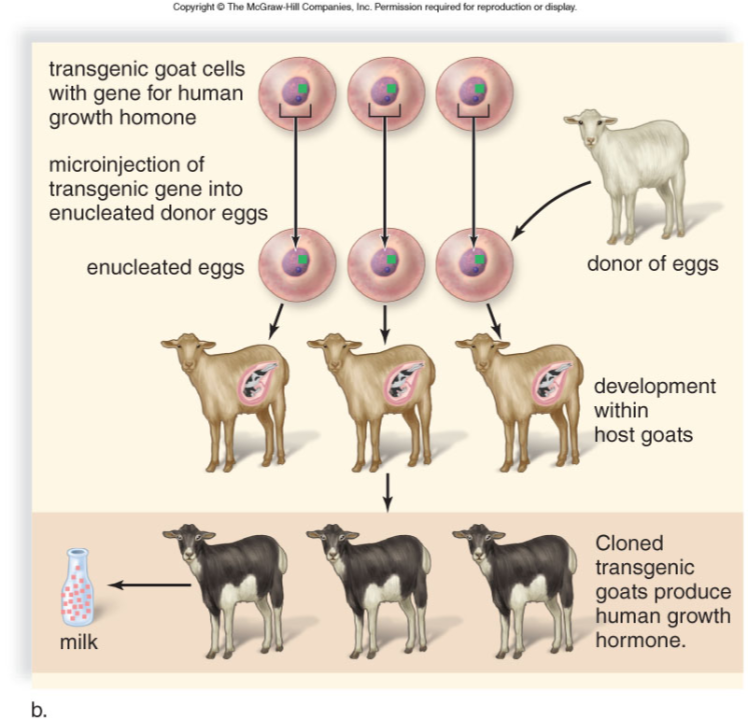 Copyright © The McGraw-Hill Companies, Inc. Permission required for reproduction or display.
transgenic goat cells
with gene for human
growth homone
microinjection of
transgenic gene into
enucleated donor eggs
enucleated eggs
donor of eggs
development
within
host goats
Cloned
transgenic
goats produce
human growth
hormone.
milk
b.